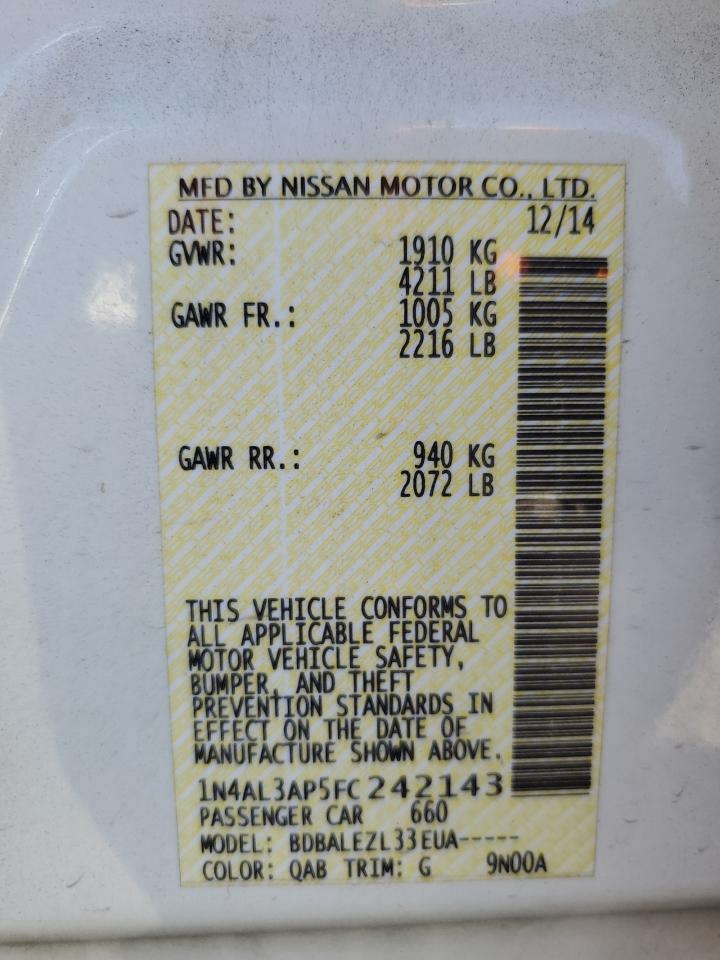 MFD BY NISSAN MOTOR CO., LTD.
DATE: 12/14
GVWR: 1910 KG
4211 LB
GAWR FR.: 1005 KG
2216 LB
GAWR RR.: 940 KG
2072 LB
THIS VEHICLE CONFORMS TO
ALL APPLICABLE FEDERAL
MOTOR VEHICLE SAFETY,
BUMPER, AND THEFT
PREVENTION STANDARDS IN
EFFECT ON THE DATE OF
MANUFACTURE SHOWN ABOVE.
1N4AL3AP5FC242143
PASSENGER CAR 660
MODEL: BDBALEZL33EUA-----
COLOR: QAB TRIM: G 9N00A